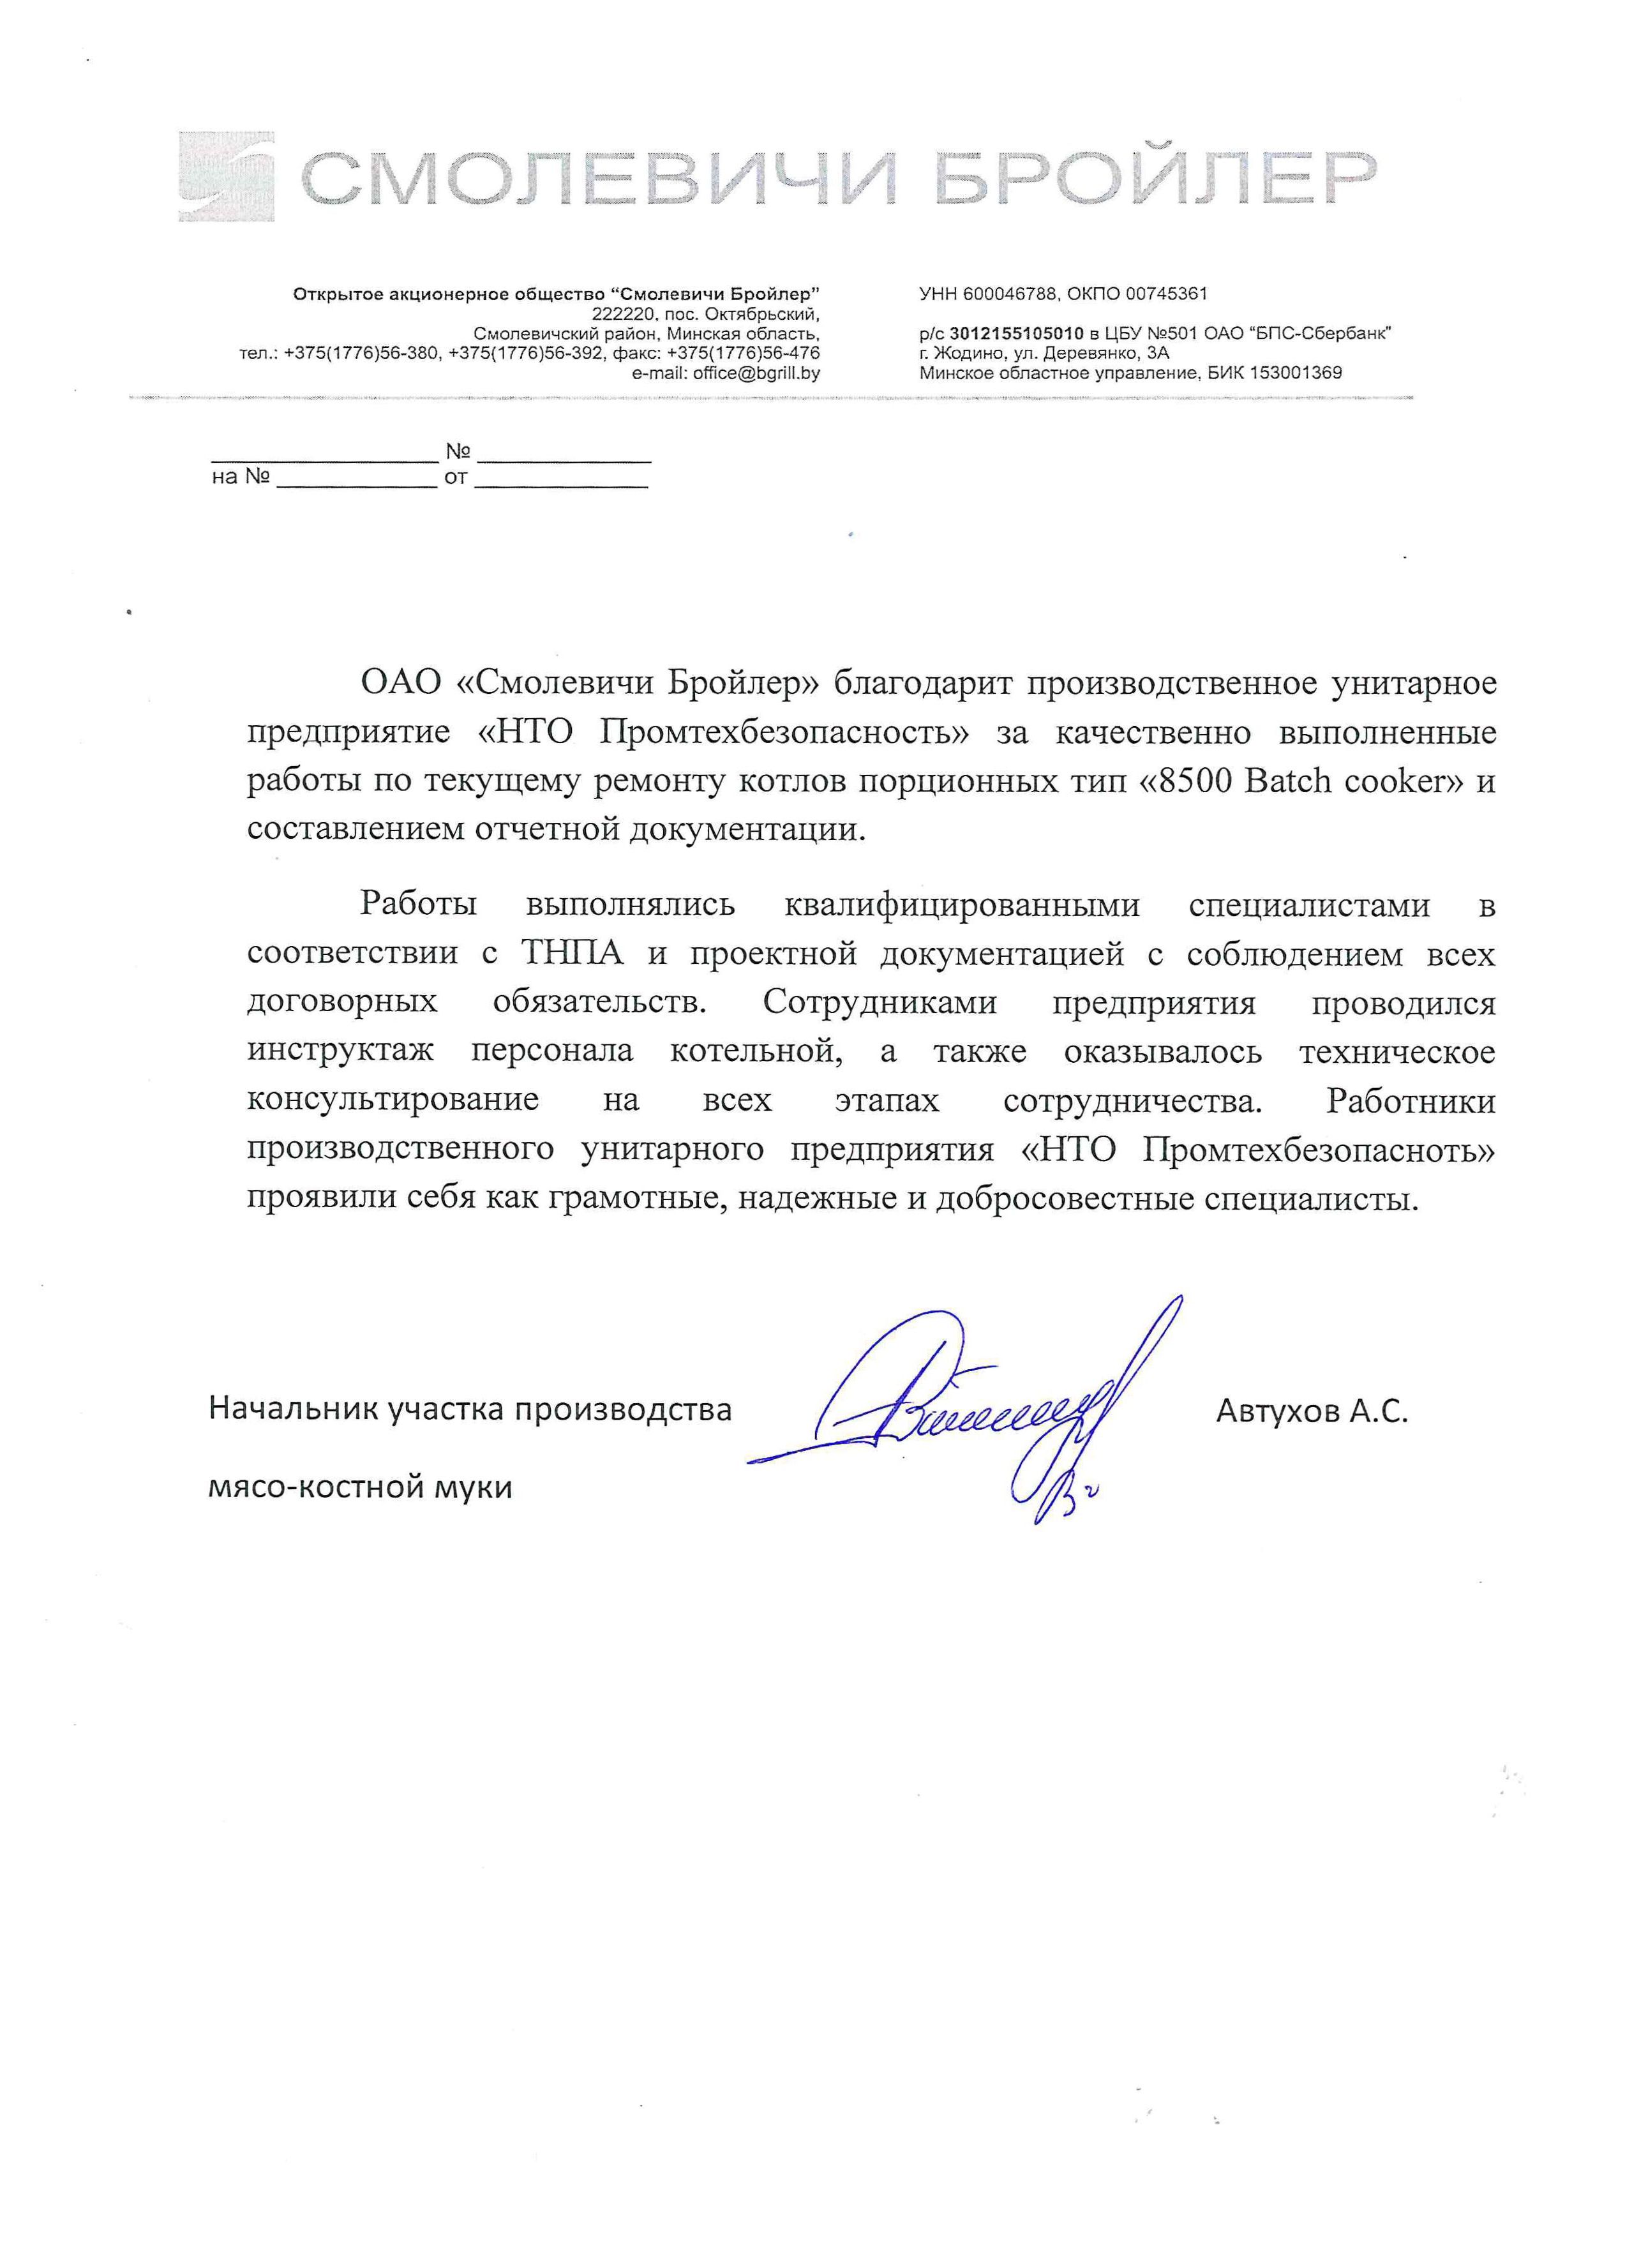 СМОЛЕВИЧИ БРОЙЛЕР
Открытое акционерное общество “Смолевичи Бройлер”
222220, пос. Октябрьский,
Смолевичский район, Минская область,
тел.: +375(1776)56-380, +375(1776)56-392, факс: +375(1776)56-476
e-mail: office@bgrill.by
УНН 600046788, ОКПО 00745361
р/с 3012155105010 в ЦБУ №501 ОАО “БПС-Сбербанк”
г. Жодино, ул. Деревянко, 3А
Минское областное управление, БИК 153001369
__________________ № ______________
на № _____________ от ______________
ОАО «Смолевичи Бройлер» благодарит производственное унитарное
предприятие «НТО Промтехбезопасность» за качественно выполненные
работы по текущему ремонту котлов порционных тип «8500 Batch cooker» и
составлением отчетной документации.
Работы выполнялись квалифицированными специалистами в
соответствии с ТНПА и проектной документацией с соблюдением всех
договорных обязательств. Сотрудниками предприятия проводился
инструктаж персонала котельной, а также оказывалось техническое
консультирование на всех этапах сотрудничества. Работники
производственного унитарного предприятия «НТО Промтехбезопасноть»
проявили себя как грамотные, надежные и добросовестные специалисты.
Начальник участка производства Автухов А.С.
мясо-костной муки